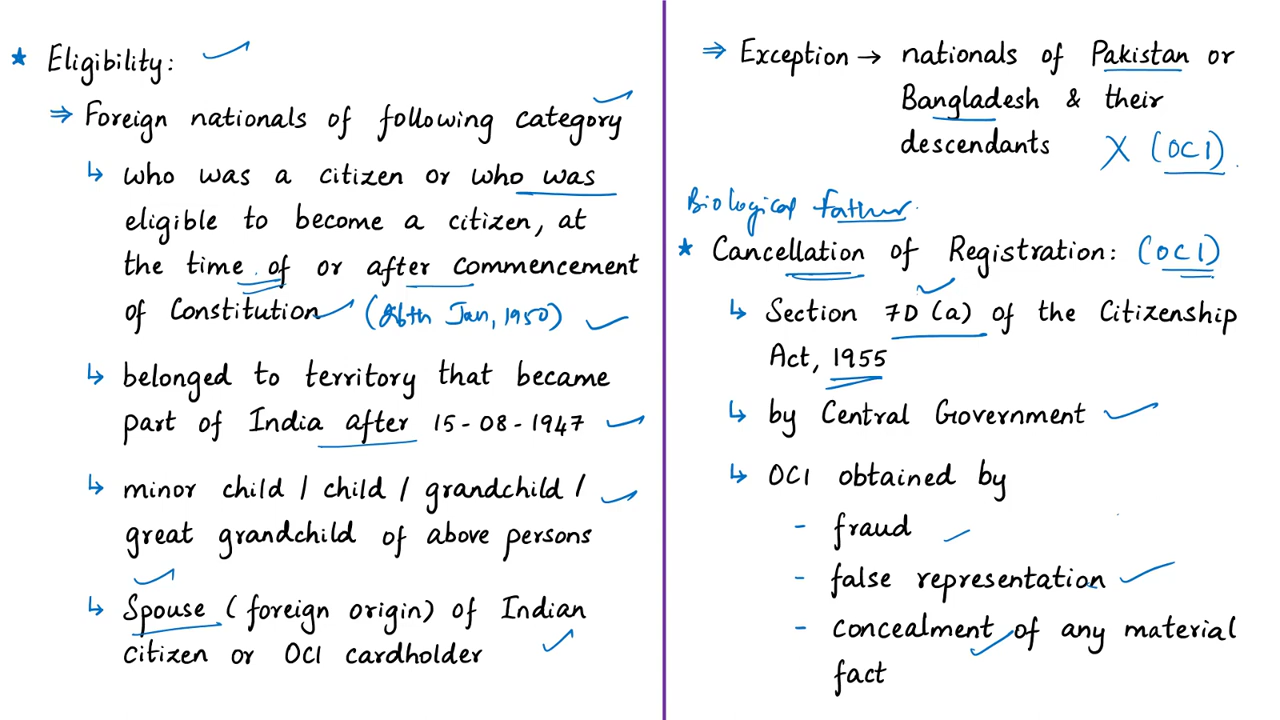 ★ Eligibility:
⇒ Foreign nationals of following category
↳ who was a citizen or who was
eligible to become a citizen, at
the time of or after commencement
of Constitution (26th Jan, 1950)
↳ belonged to territory that became
part of India after 15-08-1947
↳ minor child / child / grandchild /
great grandchild of above persons
↳ Spouse (foreign origin) of Indian
citizen or OCI cardholder
⇒ Exception → nationals of Pakistan or
Bangladesh & their
descendants X (OCI)
Biological father
★ Cancellation of Registration: (OCI)
↳ Section 7D (a) of the Citizenship
Act, 1955
↳ by Central Government
↳ OCI obtained by
- fraud
- false representation
- concealment of any material
fact